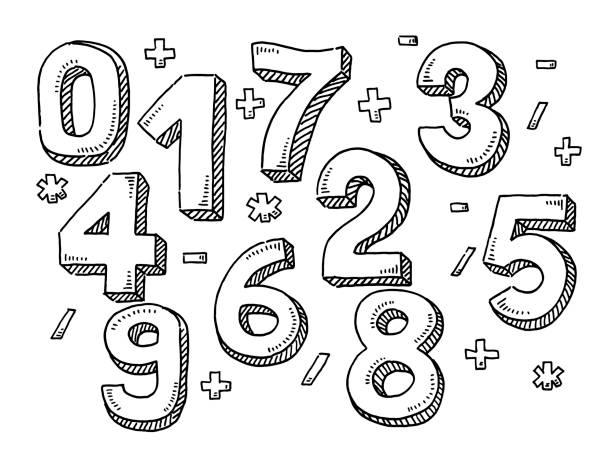 0 + 1 + 7 + - 3 - / +
* 4 - * 2 - / 5
/ 9 + 6 / 8 + *